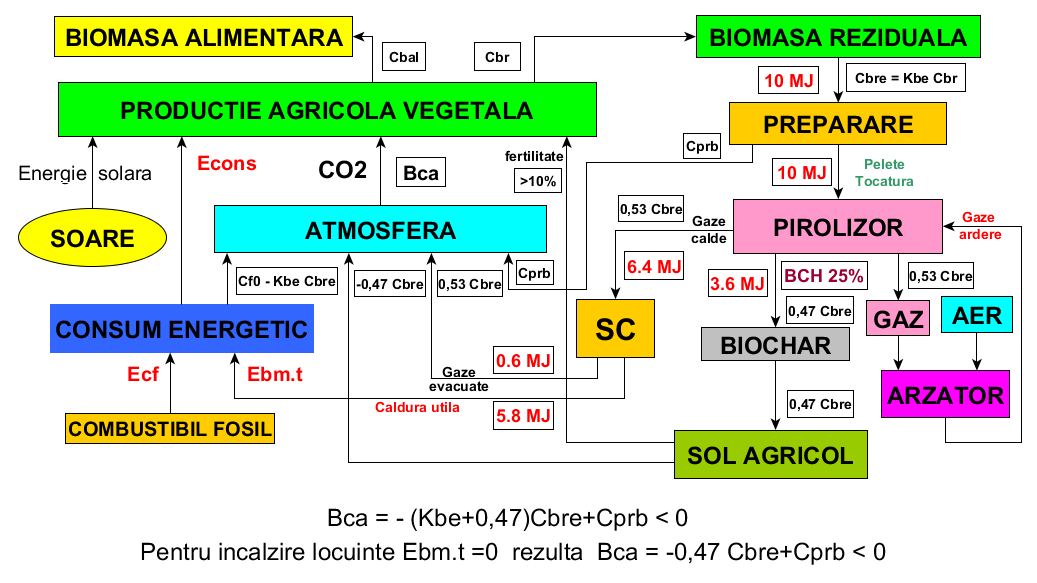 BIOMASA ALIMENTARA
BIOMASA REZIDUALA
Cbal
Cbr
10 MJ
Cbre = Kbe Cbr
PRODUCTIE AGRICOLA VEGETALA
PREPARARE
Cprb
Energie solara
Econs
CO2
Bca
fertilitate
>10%
10 MJ
Pelete
Tocatura
SOARE
ATMOSFERA
0,53 Cbre
Gaze
calde
PIROLIZOR
Gaze
ardere
Cf0 - Kbe Cbre
-0,47 Cbre
0,53 Cbre
Cprb
6.4 MJ
3.6 MJ
BCH 25%
0,53 Cbre
CONSUM ENERGETIC
SC
0,47 Cbre
BIOCHAR
GAZ
AER
Ecf
Ebm.t
0.6 MJ
Gaze
evacuate
ARZATOR
Caldura utila
5.8 MJ
0,47 Cbre
COMBUSTIBIL FOSIL
SOL AGRICOL
Bca = - (Kbe+0,47)Cbre+Cprb < 0
Pentru incalzire locuinte Ebm.t =0 rezulta Bca = -0,47 Cbre+Cprb < 0